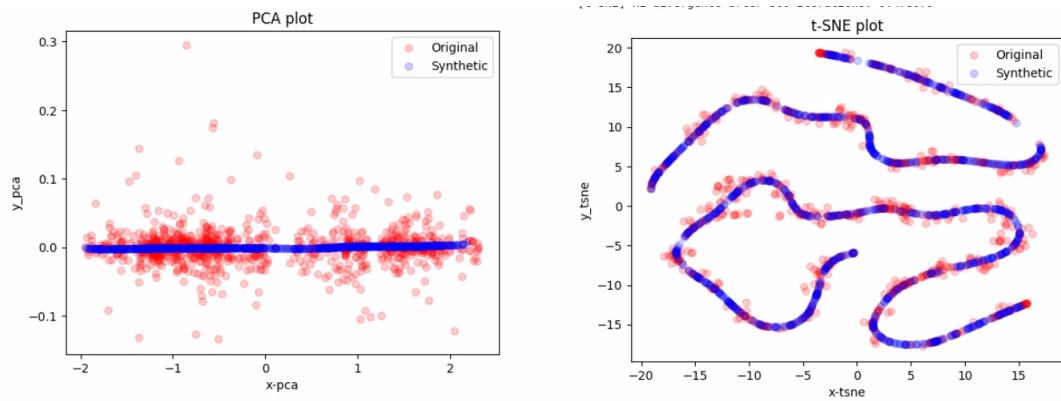 PCA plot
Original
Synthetic
0.3
0.2
0.1
0.0
−0.1
y_pca
−2
−1
0
1
2
x-pca
t-SNE plot
Original
Synthetic
20
15
10
5
0
−5
−10
−15
y_tsne
−20
−15
−10
−5
0
5
10
15
x-tsne